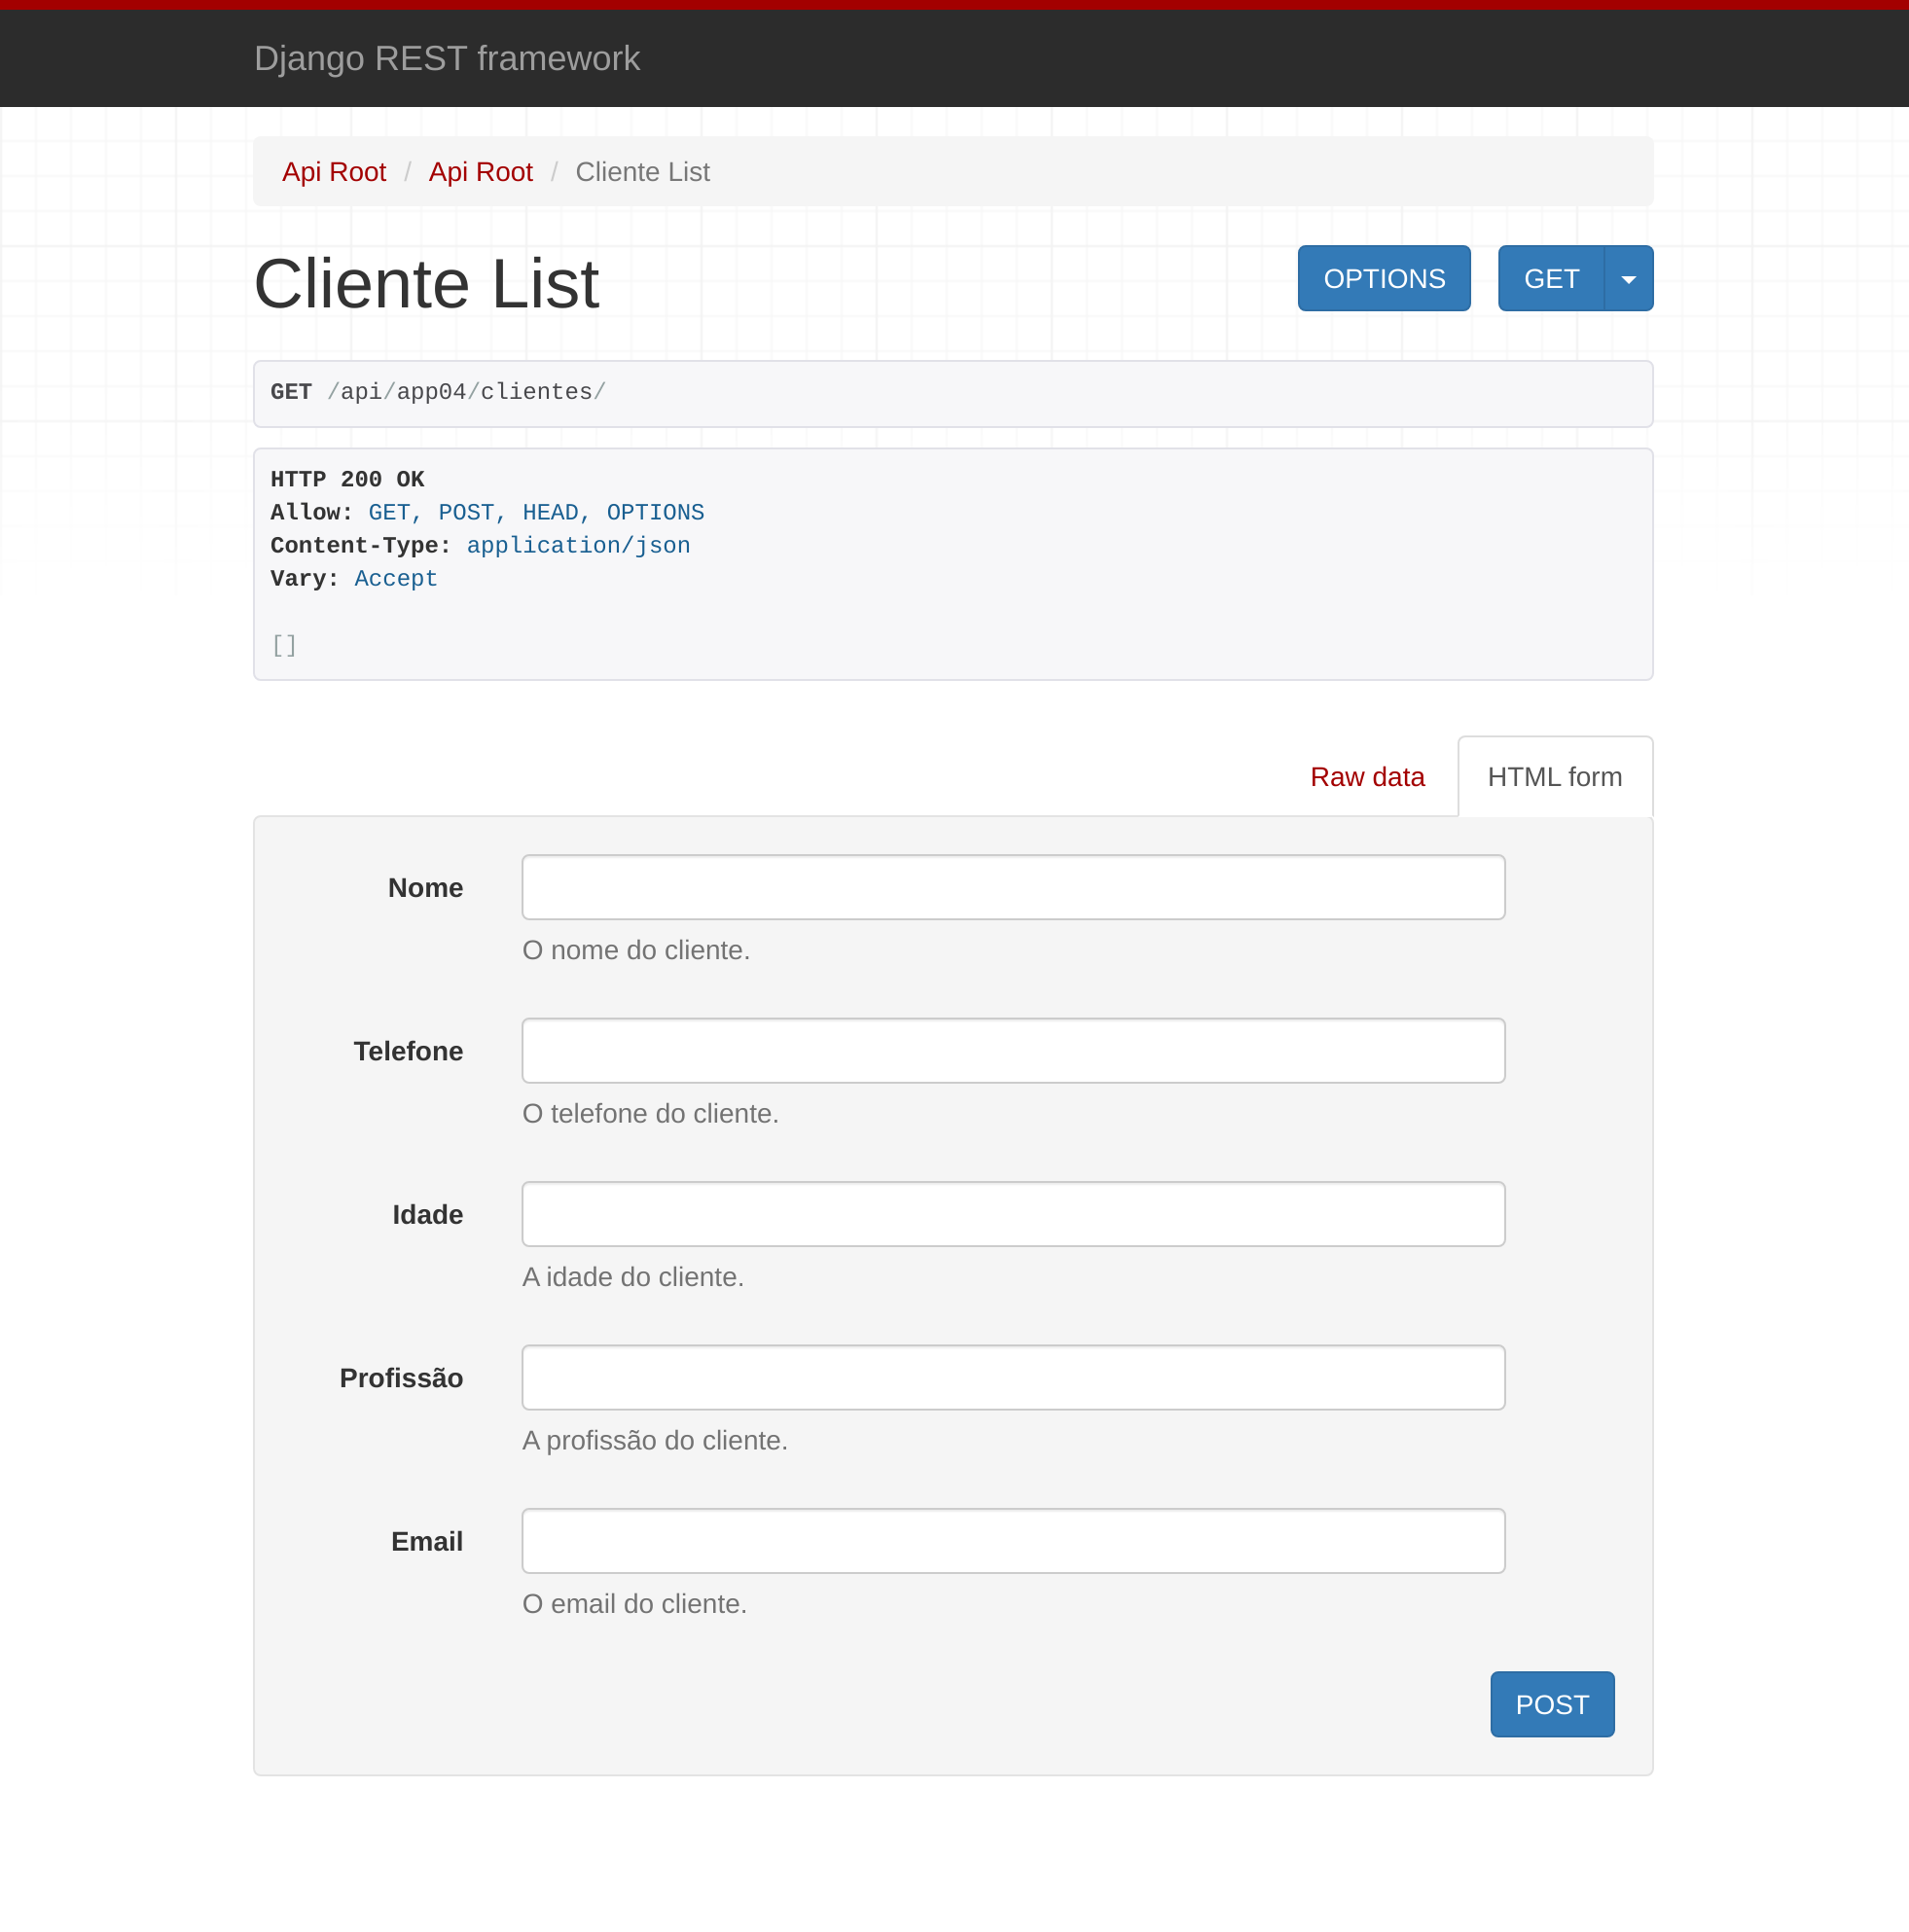 Django REST framework
Api Root / Api Root / Cliente List
Cliente List
OPTIONS
GET
GET /api/app04/clientes/
HTTP 200 OK
Allow: GET, POST, HEAD, OPTIONS
Content-Type: application/json
Vary: Accept
[]
Raw data
HTML form
Nome
O nome do cliente.
Telefone
O telefone do cliente.
Idade
A idade do cliente.
Profissão
A profissão do cliente.
Email
O email do cliente.
POST